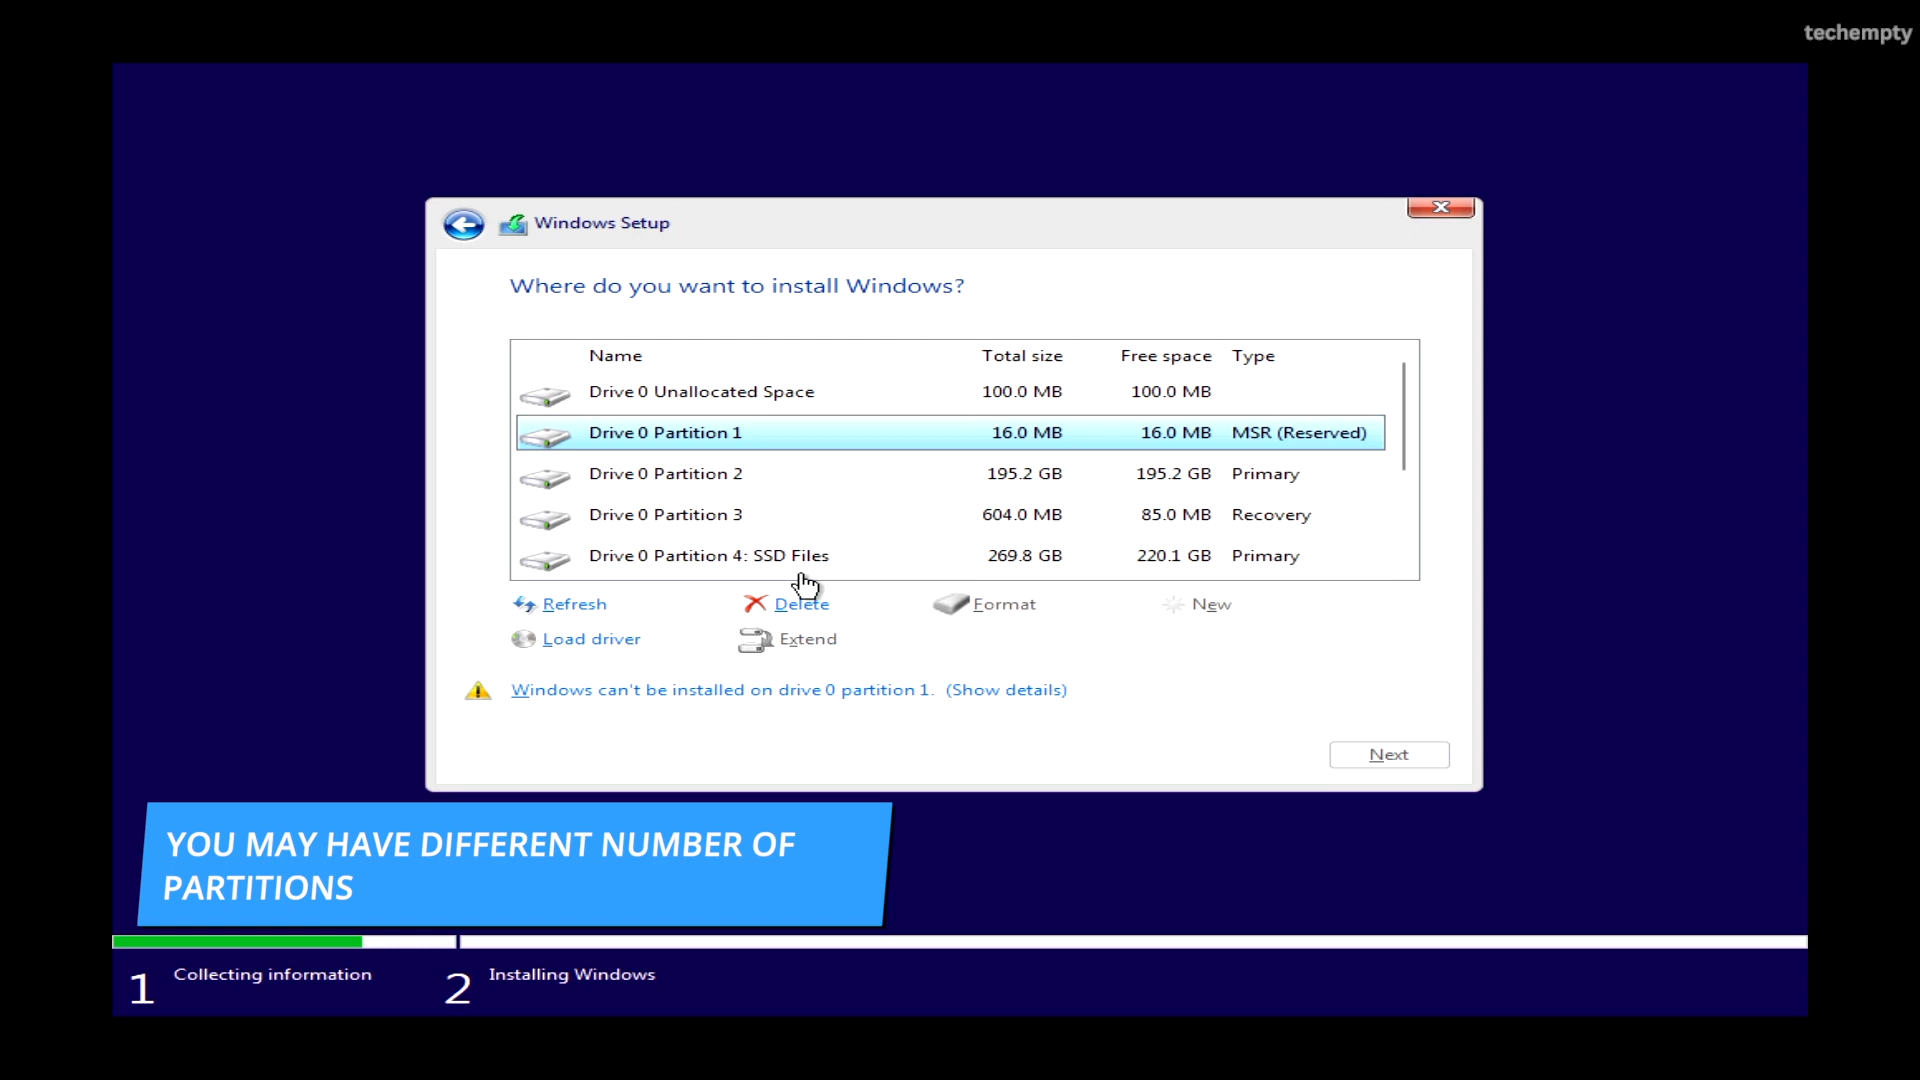 techempty
Windows Setup
Where do you want to install Windows?
Name Total size Free space Type
Drive 0 Unallocated Space 100.0 MB 100.0 MB
Drive 0 Partition 1 16.0 MB 16.0 MB MSR (Reserved)
Drive 0 Partition 2 195.2 GB 195.2 GB Primary
Drive 0 Partition 3 604.0 MB 85.0 MB Recovery
Drive 0 Partition 4: SSD Files 269.8 GB 220.1 GB Primary
Refresh Delete Format New
Load driver Extend
Windows can't be installed on drive 0 partition 1. (Show details)
Next
YOU MAY HAVE DIFFERENT NUMBER OF
PARTITIONS
1 Collecting information 2 Installing Windows